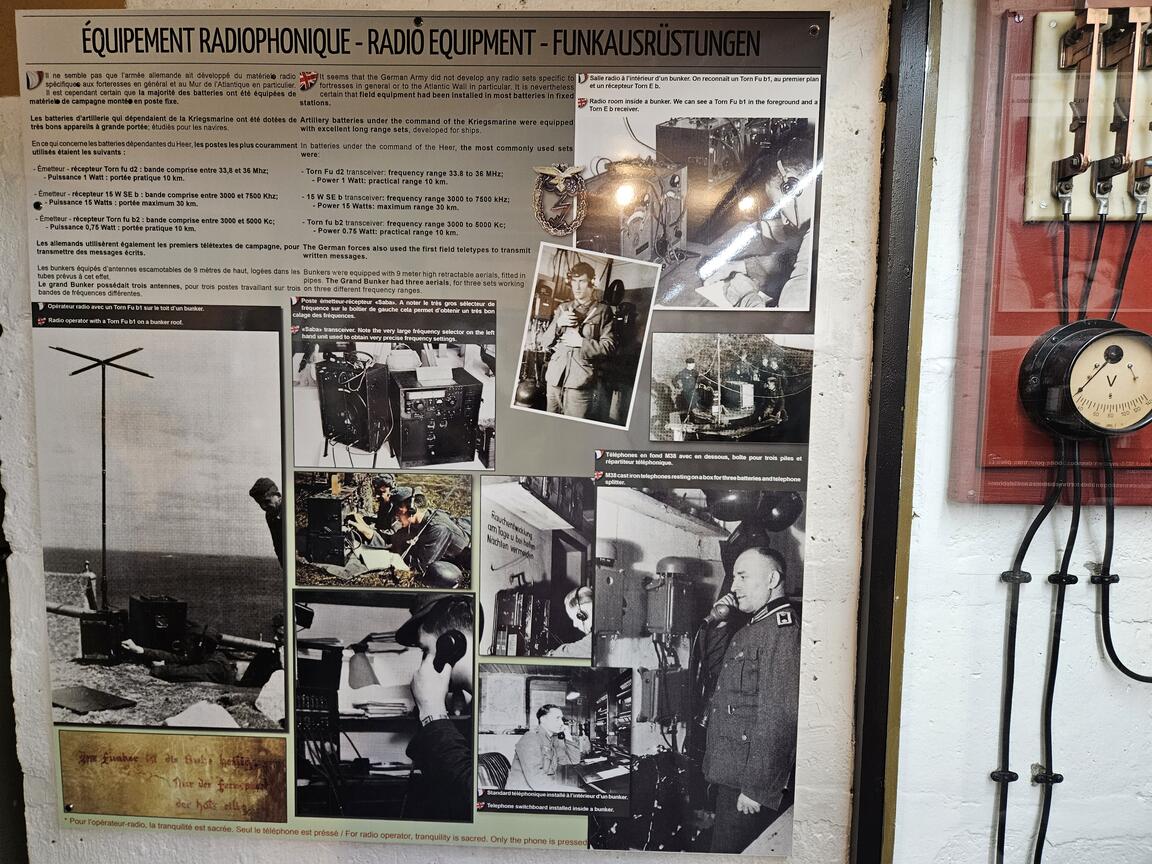 ÉQUIPEMENT RADIOPHONIQUE - RADIO EQUIPMENT - FUNKAUSRÜSTUNGEN
Il ne semble pas que l'armée allemande ait développé du matériel radio
spécifique aux forteresses en général et au Mur de l'Atlantique en particulier.
Il est cependant certain que la majorité des batteries ont été équipées de
matériels de campagne montés en poste fixe.
Les batteries d'artillerie qui dépendaient de la Kriegsmarine ont été dotées de
très bons appareils à grande portée; étudiés pour les navires.
En ce qui concerne les batteries dépendantes du Heer, les postes les plus couramment
utilisés étaient les suivants :
- Émetteur - récepteur Torn fu d2 : bande comprise entre 33,8 et 36 Mhz;
- Puissance 1 Watt : portée pratique 10 km.
- Émetteur - récepteur 15 W SE b : bande comprise entre 3000 et 7500 Khz;
- Puissance 15 Watts : portée maximum 30 km.
- Émetteur - récepteur Torn fu b2 : bande comprise entre 3000 et 5000 Kc;
- Puissance 0,75 Watt : portée pratique 10 km.
Les allemands utilisèrent également les premiers télétextes de campagne, pour
transmettre des messages écrits.
Les bunkers équipés d'antennes escamotables de 9 mètres de haut, logées dans les
tubes prévus à cet effet.
Le grand Bunker possédait trois antennes, pour trois postes travaillant sur trois
bandes de fréquences différentes.
It seems that the German Army did not develop any radio sets specific to
fortresses in general or to the Atlantic Wall in particular. It is nevertheless
certain that field equipment had been installed in most batteries in fixed
stations.
Artillery batteries under the command of the Kriegsmarine were equipped
with excellent long range sets, developed for ships.
In batteries under the command of the Heer, the most commonly used sets
were:
- Torn Fu d2 transceiver: frequency range 33.8 to 36 MHz;
- Power 1 Watt: practical range 10 km.
- 15 W SE b transceiver: frequency range 3000 to 7500 kHz;
- Power 15 Watts: maximum range 30 km.
- Torn fu b2 transceiver: frequency range 3000 to 5000 Kc;
- Power 0.75 Watt: practical range 10 km.
The German forces also used the first field teletypes to transmit
written messages.
Bunkers were equipped with 9 meter high retractable aerials, fitted in
pipes. The Grand Bunker had three aerials, for three sets working
on three different frequency ranges.
Salle radio à l'intérieur d'un bunker. On reconnaît un Torn Fu b1, au premier plan
et un récepteur Torn E b.
Radio room inside a bunker. We can see a Torn Fu b1 in the foreground and a
Torn E b receiver.
Opérateur radio avec un Torn Fu b1 sur le toit d'un bunker.
Radio operator with a Torn Fu b1 on a bunker roof.
Poste émetteur-récepteur «Saba». A noter le très gros sélecteur de
fréquence sur le boîtier de gauche cela permet d'obtenir un très bon
calage des fréquences.
«Saba» transceiver. Note the very large frequency selector on the left
hand unit used to obtain very precise frequency settings.
Téléphones en fond M38 avec en dessous, boîte pour trois piles et
répartiteur téléphonique.
M38 cast iron telephones resting on a box for three batteries and telephone
splitter.
Rauchentwicklung
am Tage u. bei hellen
Nächten vermeiden
Standard téléphonique installé à l'intérieur d'un bunker.
Telephone switchboard installed inside a bunker.
* Pour l'opérateur-radio, la tranquilité est sacrée. Seul le téléphone est préssé / For radio operator, tranquility is sacred. Only the phone is pressed
V